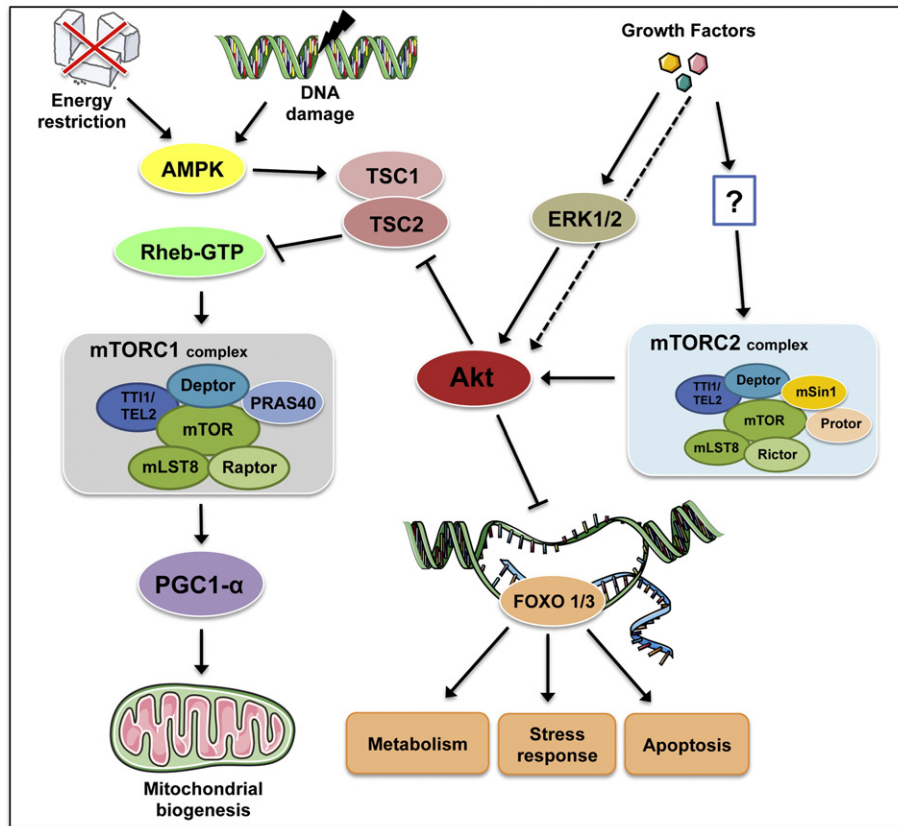 Energy
restriction
DNA
damage
Growth Factors
AMPK
TSC1
TSC2
ERK1/2
?
Rheb-GTP
mTORC1 complex
Deptor
TTI1/
TEL2
PRAS40
mTOR
mLST8
Raptor
Akt
mTORC2 complex
Deptor
TTI1/
TEL2
mSin1
mTOR
Protor
mLST8
Rictor
PGC1-α
FOXO 1/3
Metabolism
Stress
response
Apoptosis
Mitochondrial
biogenesis